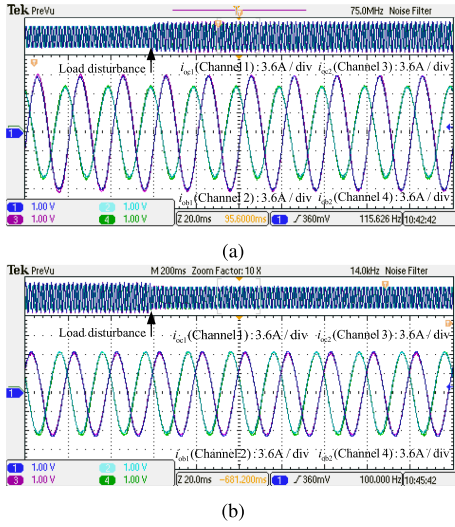 Tek PreVu 75.0MHz Noise Filter
Load disturbance
i_oc1(Channel 1) : 3.6A / div i_oc2(Channel 3) : 3.6A / div
i_ob1(Channel 2) : 3.6A / div i_ob2(Channel 4) : 3.6A / div
1 1.00 V 2 1.00 V
3 1.00 V 4 1.00 V
Z 20.0ms 95.6000ms 1 360mV 115.626 Hz 10:42:42
(a)
Tek PreVu M 200ms Zoom Factor: 10 X 14.0kHz Noise Filter
Load disturbance
i_oc1(Channel 1) : 3.6A / div i_oc2(Channel 3) : 3.6A / div
i_ob1(Channel 2) : 3.6A / div i_ob2(Channel 4) : 3.6A / div
1 1.00 V 2 1.00 V
3 1.00 V 4 1.00 V
Z 20.0ms -681.200ms 1 360mV 100.000 Hz 10:45:42
(b)